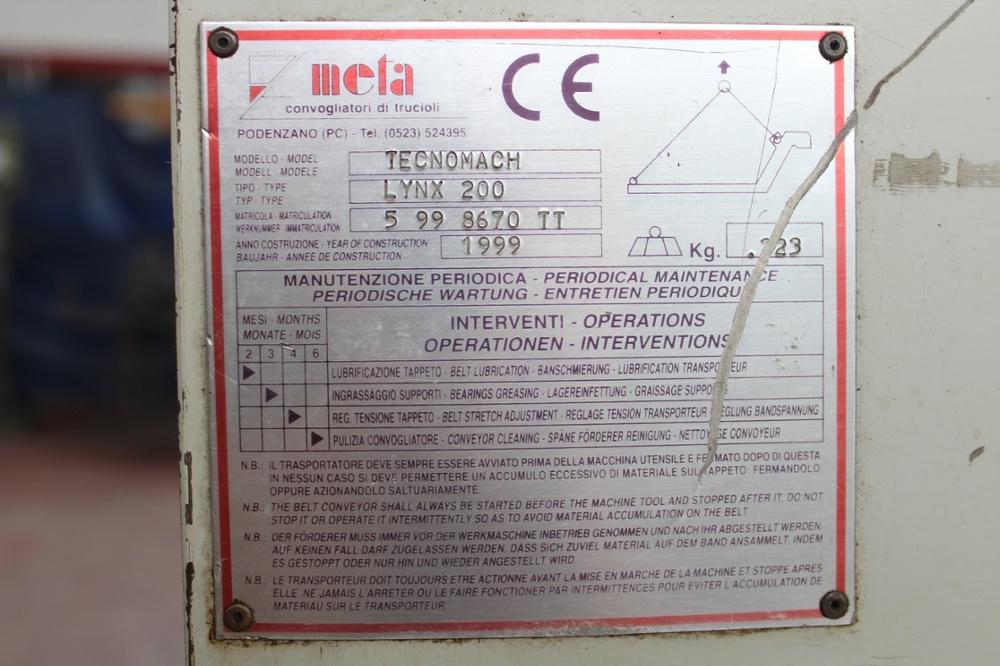 meta
CE
convogliatori di trucioli
PODENZANO (PC) - Tel. (0523) 524395
MODELLO - MODEL
MODELL - MODELE
TECNOMACH
TIPO - TYPE
TYP - TYPE
LYNX 200
MATRICOLA - MATRICULATION
WERKNUMMER - IMMATRICULATION
5 99 8670 TT
ANNO COSTRUZIONE - YEAR OF CONSTRUCTION
BAUJAHR - ANNEE DE CONSTRUCTION
1999
Kg. 323
MANUTENZIONE PERIODICA - PERIODICAL MAINTENANCE
PERIODISCHE WARTUNG - ENTRETIEN PERIODIQUE
MESI - MONTHS
MONATE - MOIS
2 3 4 6
INTERVENTI - OPERATIONS
OPERATIONEN - INTERVENTIONS
LUBRIFICAZIONE TAPPETO - BELT LUBRICATION - BANSCHMIERUNG - LUBRIFICATION TRANSPORTEUR
INGRASSAGGIO SUPPORTI - BEARINGS GREASING - LAGEREINFETTUNG - GRAISSAGE SUPPORT
REG. TENSIONE TAPPETO - BELT STRETCH ADJUSTMENT - REGLAGE TENSION TRANSPORTEUR - REGLUNG BANDSPANNUNG
PULIZIA CONVOGLIATORE - CONVEYOR CLEANING - SPÄNE FÖRDERER REINIGUNG - NETTOYAGE CONVOYEUR
N.B.: IL TRASPORTATORE DEVE SEMPRE ESSERE AVVIATO PRIMA DELLA MACCHINA UTENSILE E FERMATO DOPO DI QUESTA.
IN NESSUN CASO SI DEVE PERMETTERE UN ACCUMULO ECCESSIVO DI MATERIALE SUL TAPPETO: FERMANDOLO,
OPPURE AZIONANDOLO SALTUARIAMENTE.
N.B.: THE BELT CONVEYOR SHALL ALWAYS BE STARTED BEFORE THE MACHINE TOOL AND STOPPED AFTER IT. DO NOT
STOP IT OR OPERATE IT INTERMITTENTLY SO AS TO AVOID MATERIAL ACCUMULATION ON THE BELT
N.B.: DER FÖRDERER MUSS IMMER VOR DER WERKMASCHINE INBETRIEB GENOMMEN UND NACH IHR ABGESTELLT WERDEN.
AUF KEINEN FALL DARF ZUGELASSEN WERDEN, DASS SICH ZUVIEL MATERIAL AUF DEM BAND ANSAMMELT, INDEM
ES GESTOPPT ODER NUR HIN UND WIEDER ANGESTELLT WIRD
N.B.: LE TRANSPORTEUR DOIT TOUJOURS ETRE ACTIONNE AVANT LA MISE EN MARCHE DE LA MACHINE ET STOPPE APRES
ELLE. NE JAMAIS L'ARRETER OU LE FAIRE FONCTIONER PAR INTERMITTENCES POUR EVITER L'ACCUMULATION DE
MATERIAU SUR LE TRANSPORTEUR